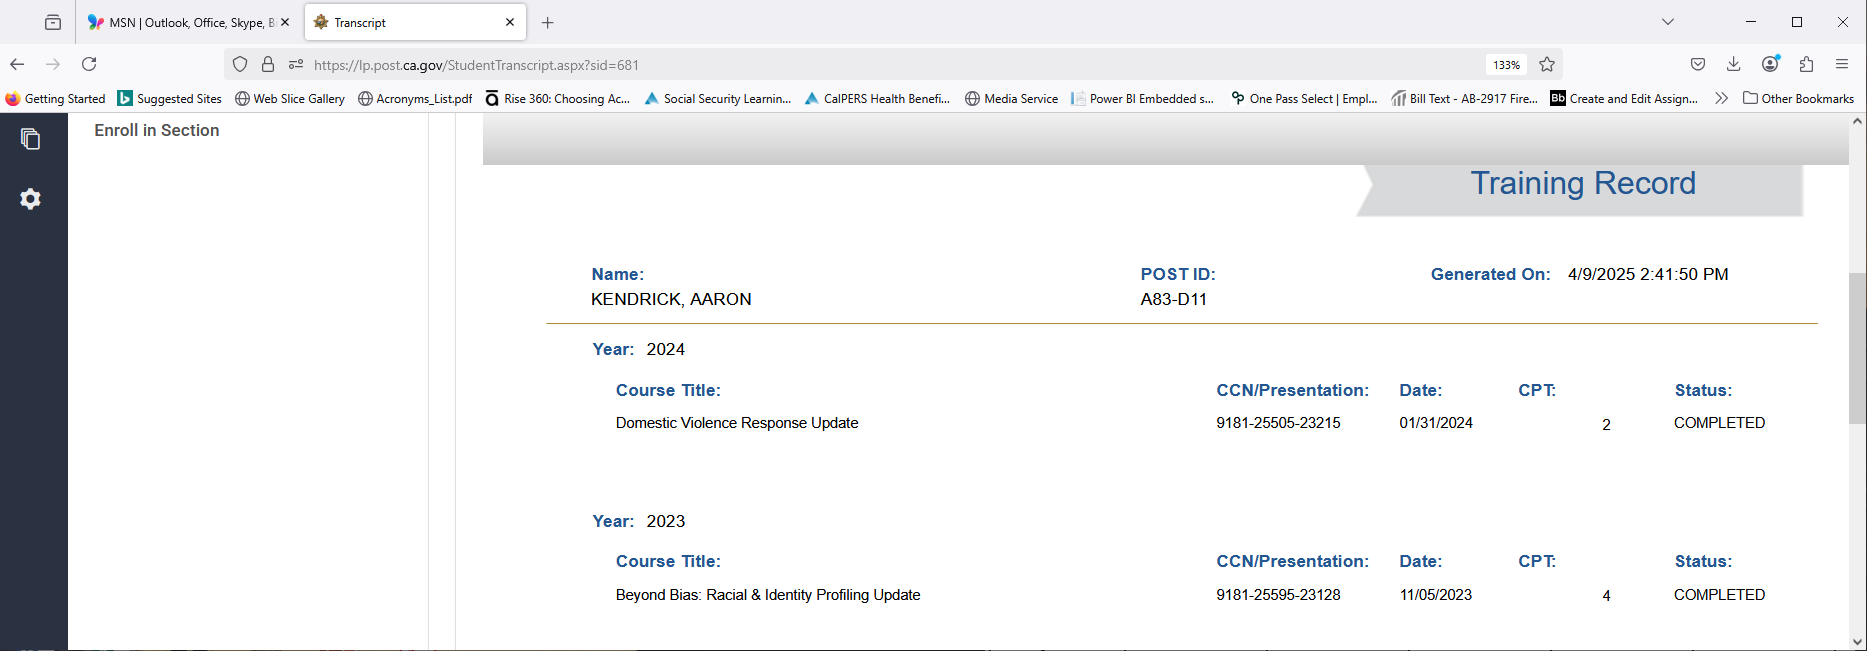 MSN | Outlook, Office, Skype, B
Transcript
https://lp.post.ca.gov/StudentTranscript.aspx?sid=681
133%
Getting Started Suggested Sites Web Slice Gallery Acronyms_List.pdf Rise 360: Choosing Ac... Social Security Learnin... CalPERS Health Benefi... Media Service Power BI Embedded s... One Pass Select | Empl... Bill Text - AB-2917 Fire... Bb Create and Edit Assign... Other Bookmarks
Enroll in Section
Training Record
Name: POST ID: Generated On: 4/9/2025 2:41:50 PM
KENDRICK, AARON A83-D11
Year: 2024
Course Title: CCN/Presentation: Date: CPT: Status:
Domestic Violence Response Update 9181-25505-23215 01/31/2024 2 COMPLETED
Year: 2023
Course Title: CCN/Presentation: Date: CPT: Status:
Beyond Bias: Racial & Identity Profiling Update 9181-25595-23128 11/05/2023 4 COMPLETED